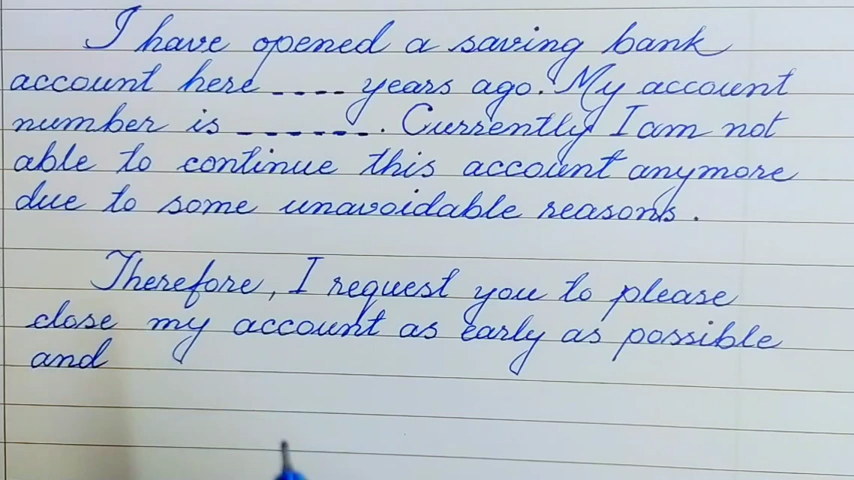 I have opened a saving bank
account here ---- years ago. My account
number is -------. Currently I am not
able to continue this account anymore
due to some unavoidable reasons.
Therefore, I request you to please
close my account as early as possible
and